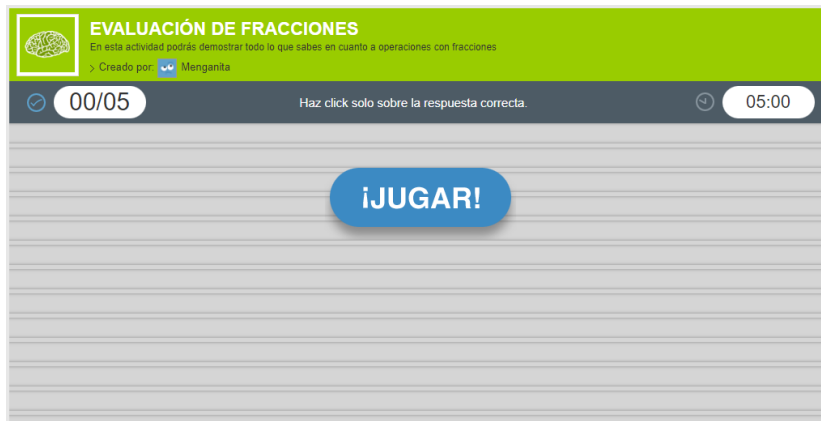 EVALUACIÓN DE FRACCIONES
En esta actividad podrás demostrar todo lo que sabes en cuanto a operaciones con fracciones
> Creado por: Menganita
00/05
Haz click solo sobre la respuesta correcta.
05:00
¡JUGAR!